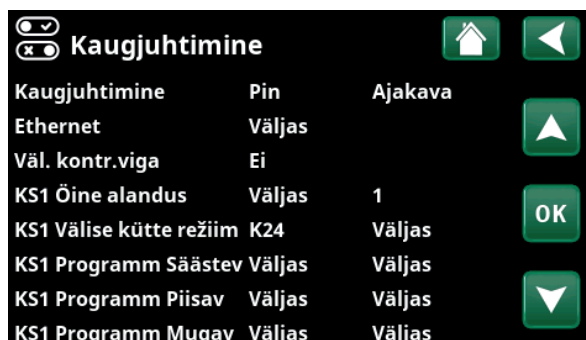 Kaugjuhtimine
Kaugjuhtimine Pin Ajakava
Ethernet Väljas
Väl. kontr.viga Ei
KS1 Öine alandus Väljas 1
OK
KS1 Välise kütte režiim K24 Väljas
KS1 Programm Säästev Väljas Väljas
KS1 Programm Piisav Väljas Väljas
KS1 Programm Mugav Väljas Väljas